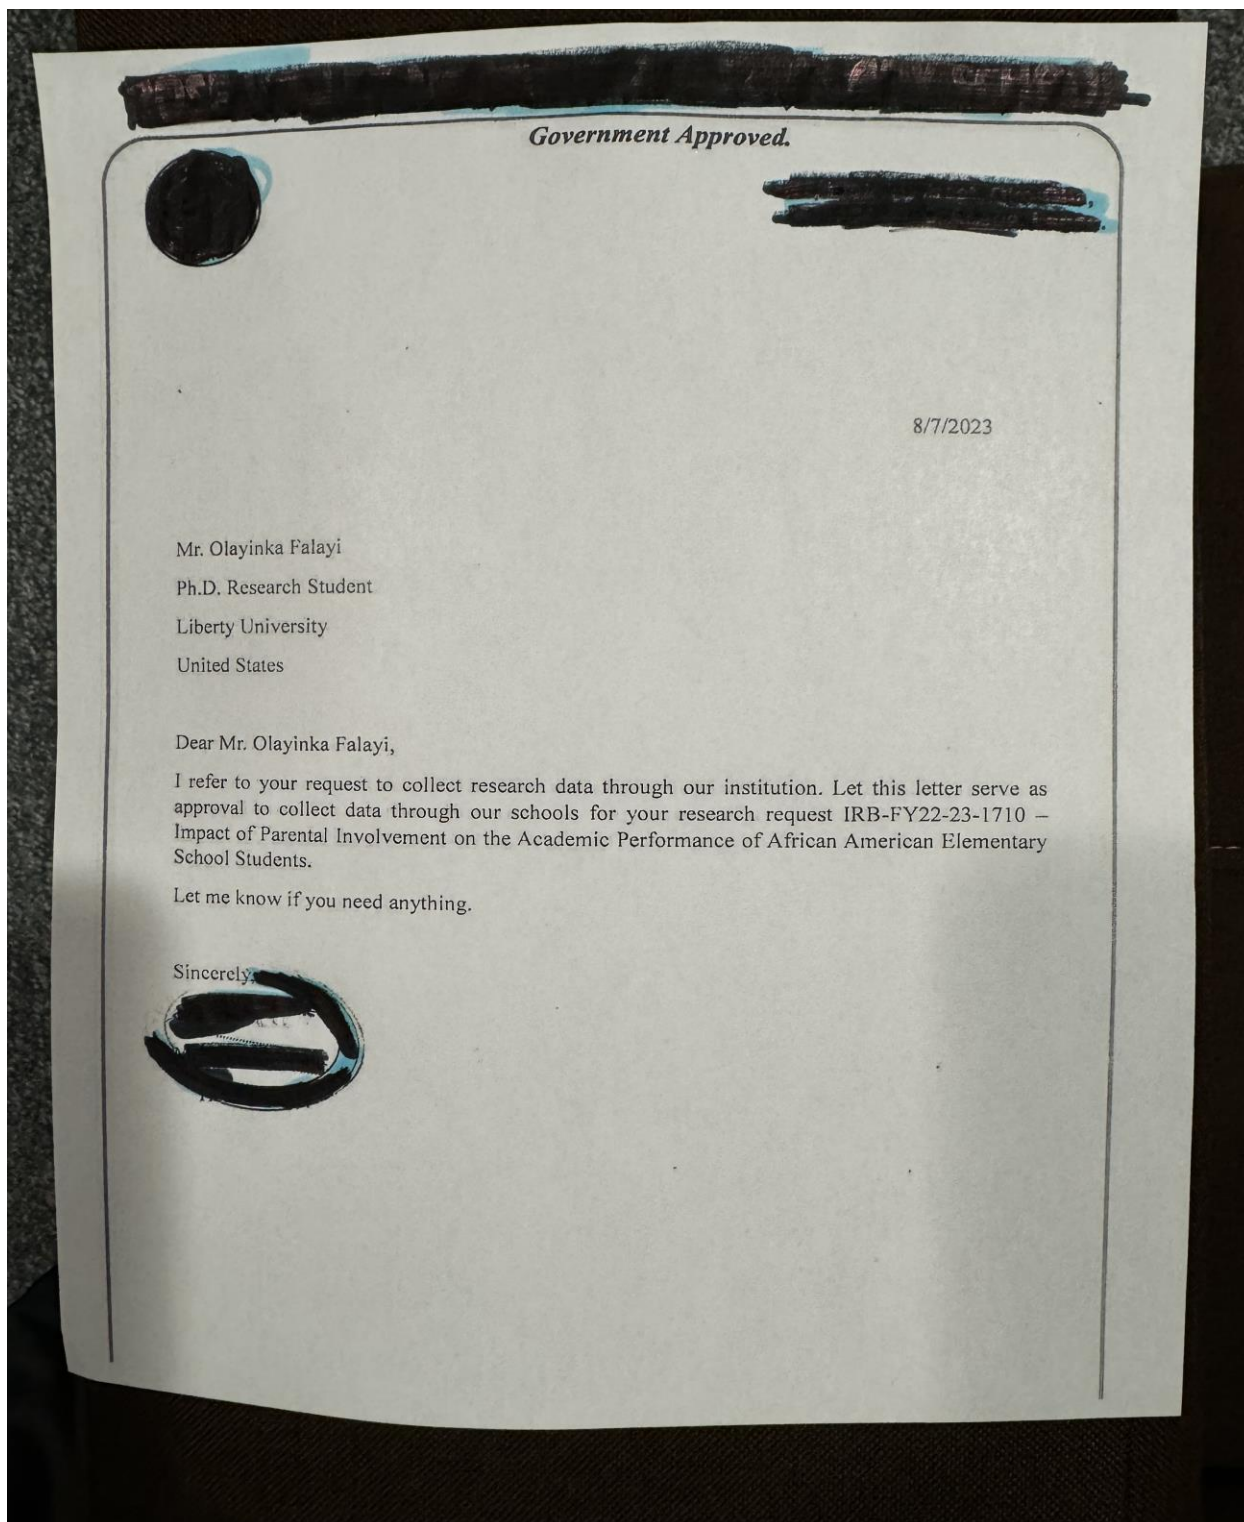 Government Approved.
8/7/2023
Mr. Olayinka Falayi
Ph.D. Research Student
Liberty University
United States
Dear Mr. Olayinka Falayi,
I refer to your request to collect research data through our institution. Let this letter serve as
approval to collect data through our schools for your research request IRB-FY22-23-1710 –
Impact of Parental Involvement on the Academic Performance of African American Elementary
School Students.
Let me know if you need anything.
Sincerely,